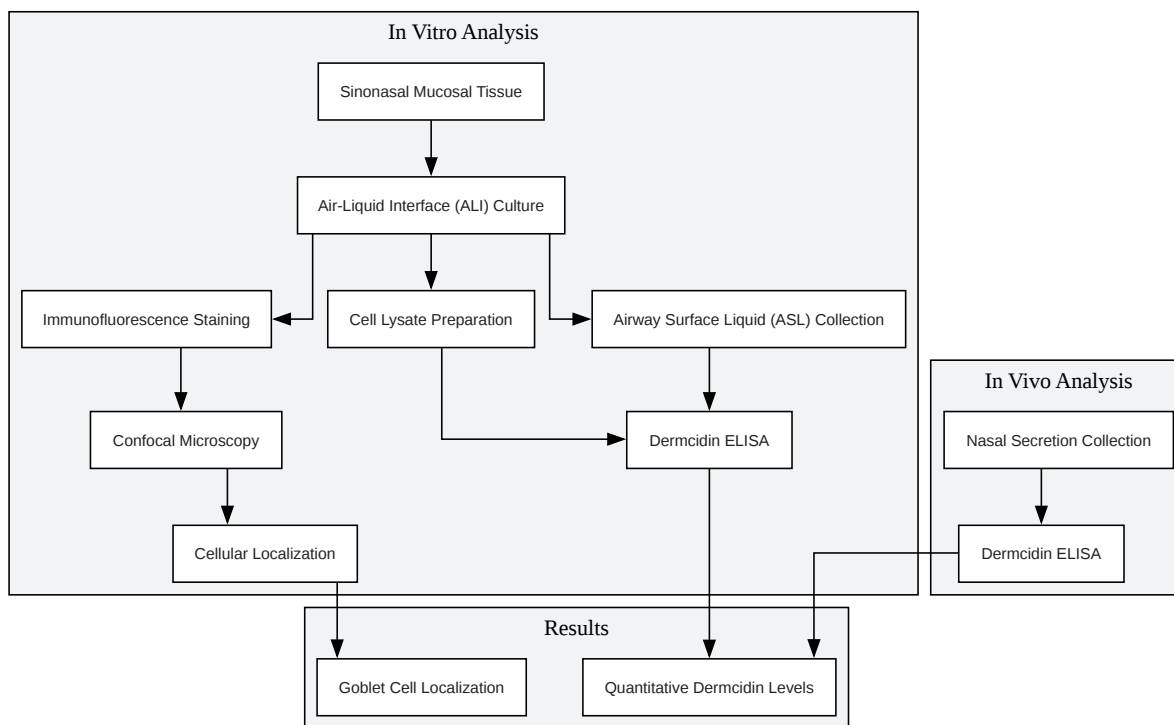 In Vitro Analysis
Sinonasal Mucosal Tissue
Air-Liquid Interface (ALI) Culture
Immunofluorescence Staining
Cell Lysate Preparation
Airway Surface Liquid (ASL) Collection
In Vivo Analysis
Confocal Microscopy
Dermcidin ELISA
Nasal Secretion Collection
Cellular Localization
Dermcidin ELISA
Results
Goblet Cell Localization
Quantitative Dermcidin Levels